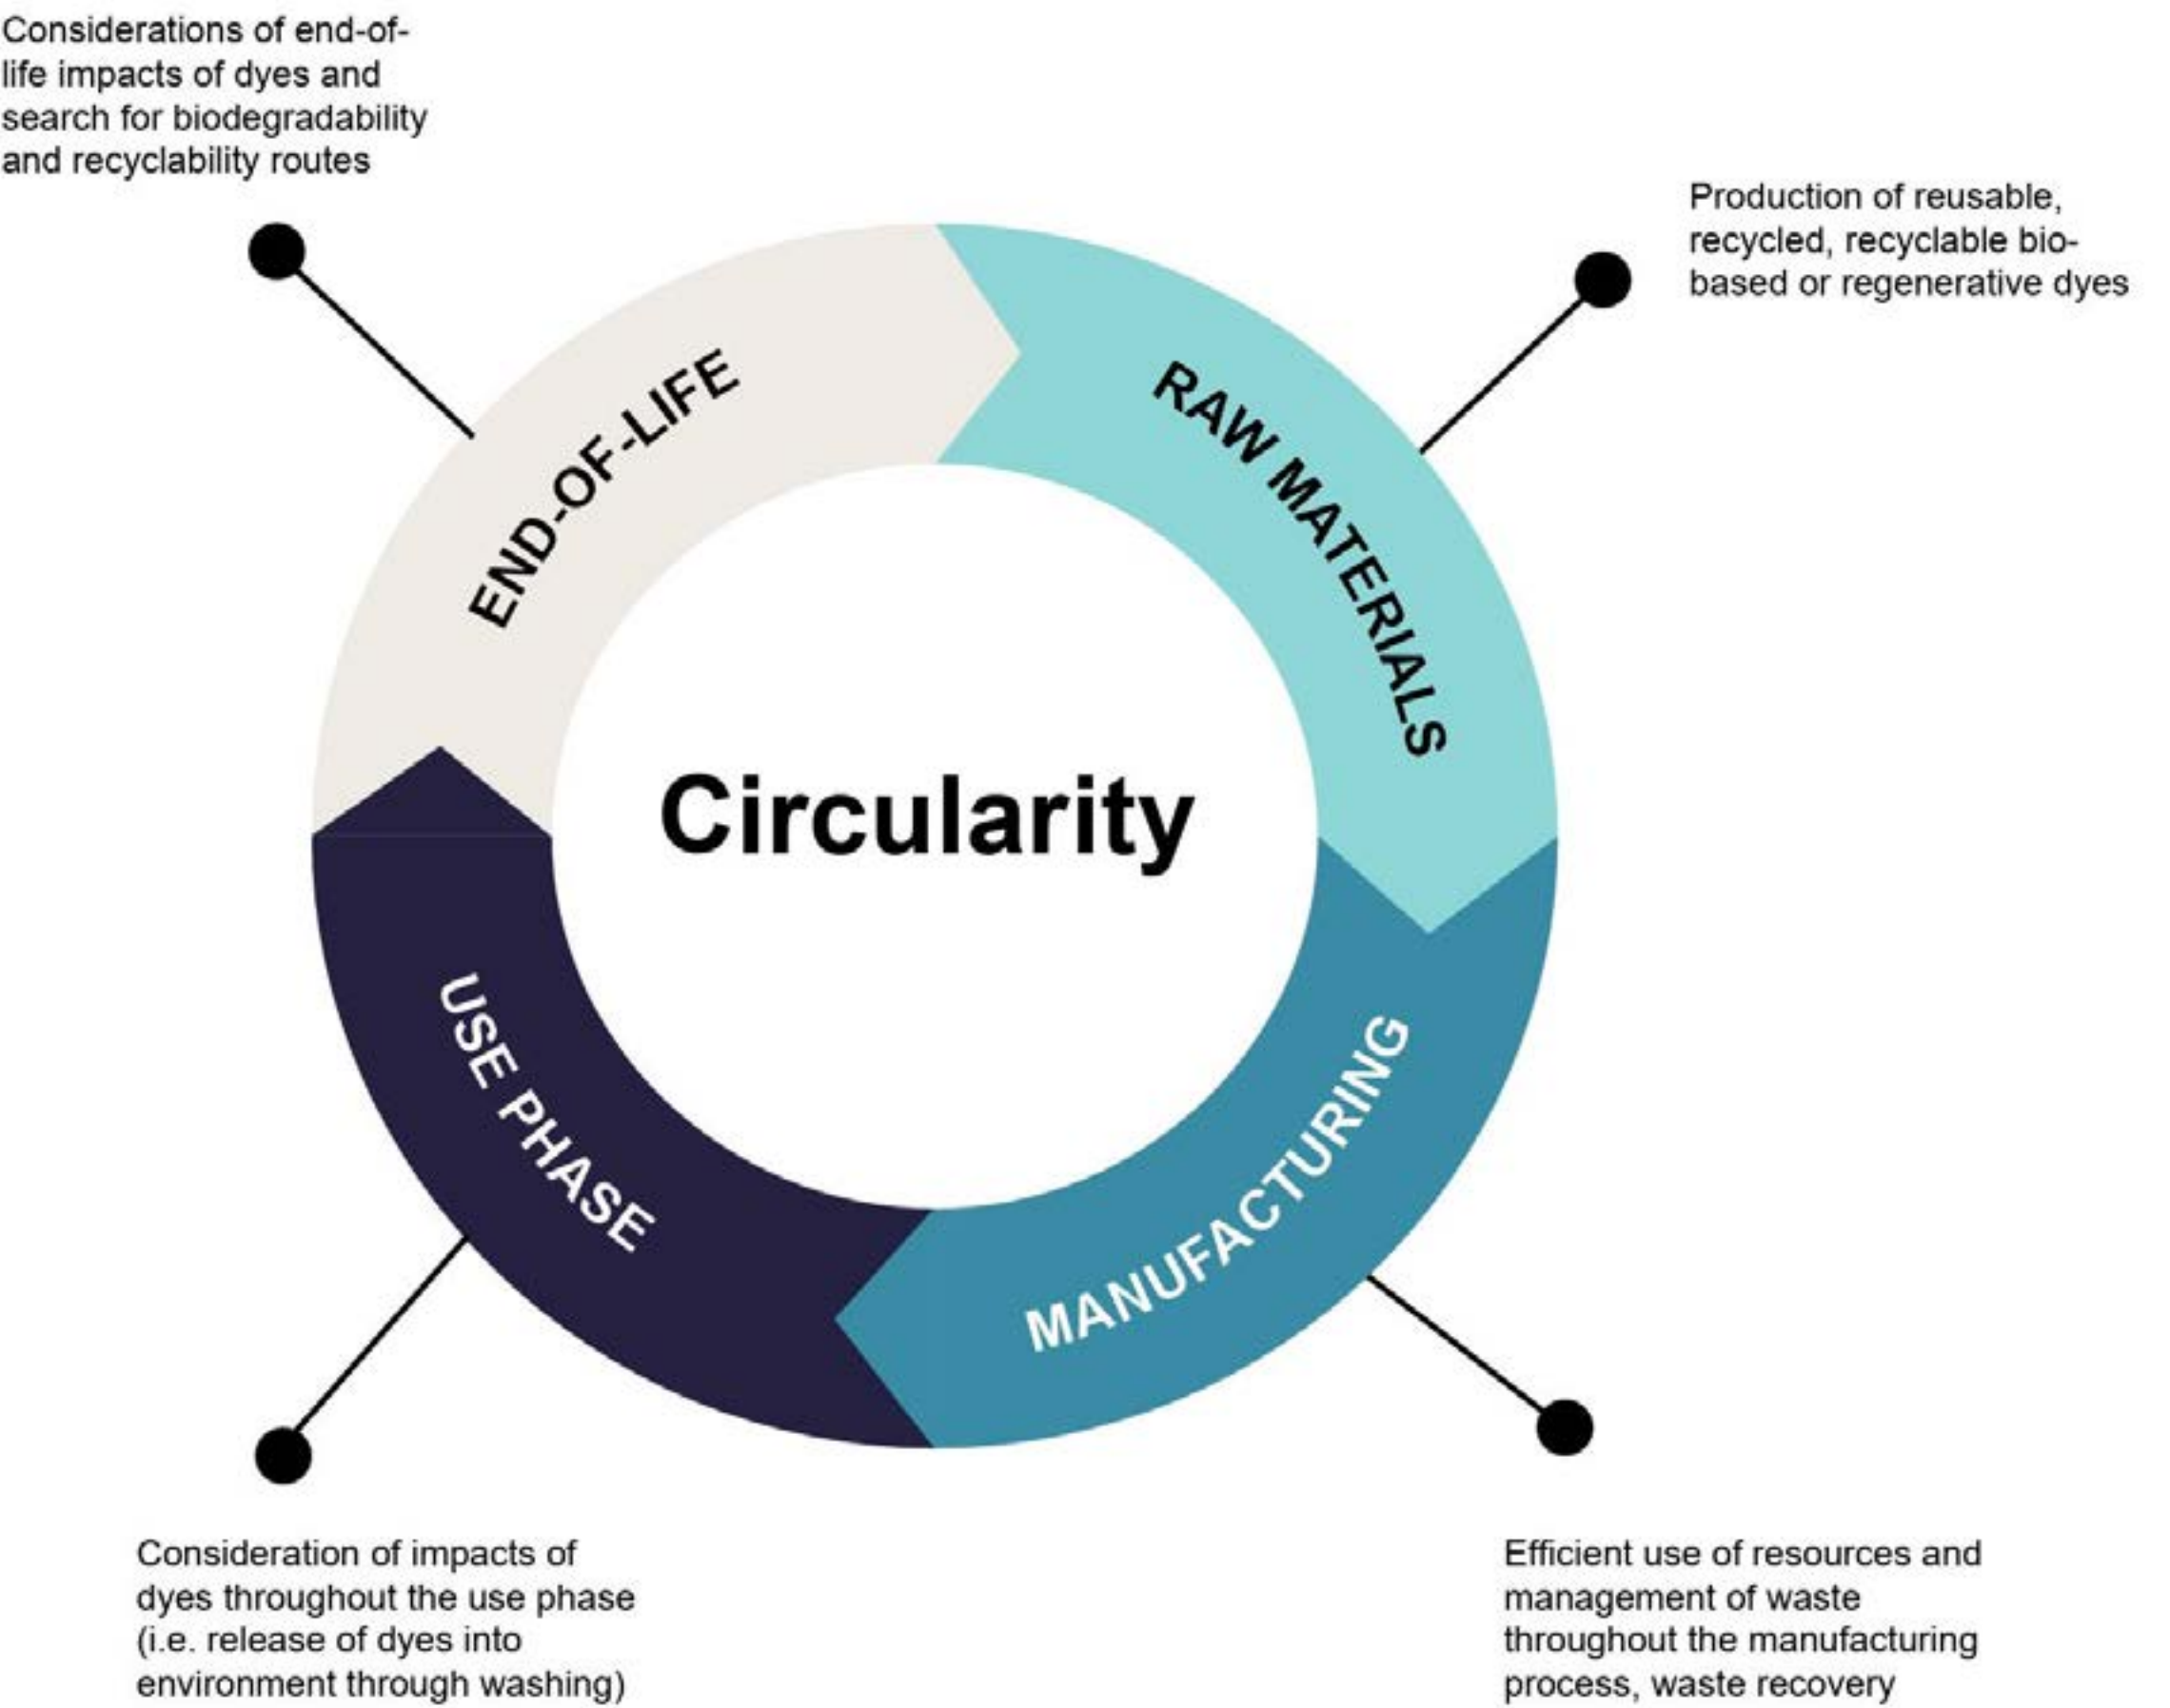 Considerations of end-of-
life impacts of dyes and
search for biodegradability
and recyclability routes
Production of reusable,
recycled, recyclable bio-
based or regenerative dyes
END-OF-LIFE
RAW MATERIALS
Circularity
USE PHASE
MANUFACTURING
Consideration of impacts of
dyes throughout the use phase
(i.e. release of dyes into
environment through washing)
Efficient use of resources and
management of waste
throughout the manufacturing
process, waste recovery